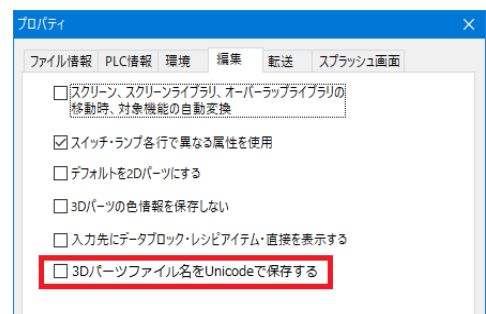 プロパティ
ファイル情報 PLC情報 環境 編集 転送 スプラッシュ画面
スクリーン、スクリーンライブラリ、オーバーラップライブラリの
移動時、対象機能の自動変換
スイッチ・ランプ各行で異なる属性を使用
デフォルトを2Dパーツにする
3Dパーツの色情報を保存しない
入力先にデータブロック・レシピアイテム・直接を表示する
3DパーツファイルL名をUnicodeで保存する